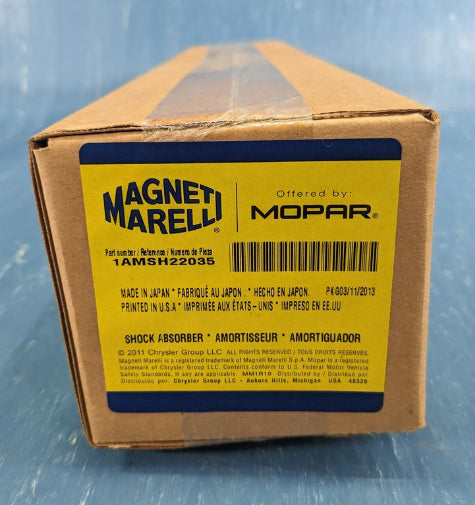 MAGNETI
MARELLI
Offered by:
MOPAR®
Part number / Reference / Numero de Pieza
1AMSH22035
MADE IN JAPAN * FABRIQUÉ AU JAPON . * HECHO EN JAPON. PKG03/11/2013
PRINTED IN U.S.A * IMPRIMÉE AUX ÉTATS-UNIS * IMPRESO EN EE.UU
SHOCK ABSORBER * AMORTISSEUR * AMORTIGUADOR
© 2011 Chrysler Group LLC ALL RIGHTS RESERVED / TOUS DROITS RÉSERVÉS.
Magneti Marelli is a registered trademark of Magneti Marelli S.p.A. Mopar is a registered
trademark of Chrysler Group LLC. Contents conform to U.S. Federal Motor Vehicle
Safety Standards, if any are applicable. MM1R10 Distributed by / Distribué par
Distribuido por: Chrysler Group LLC - Auburn Hills, Michigan USA 48326